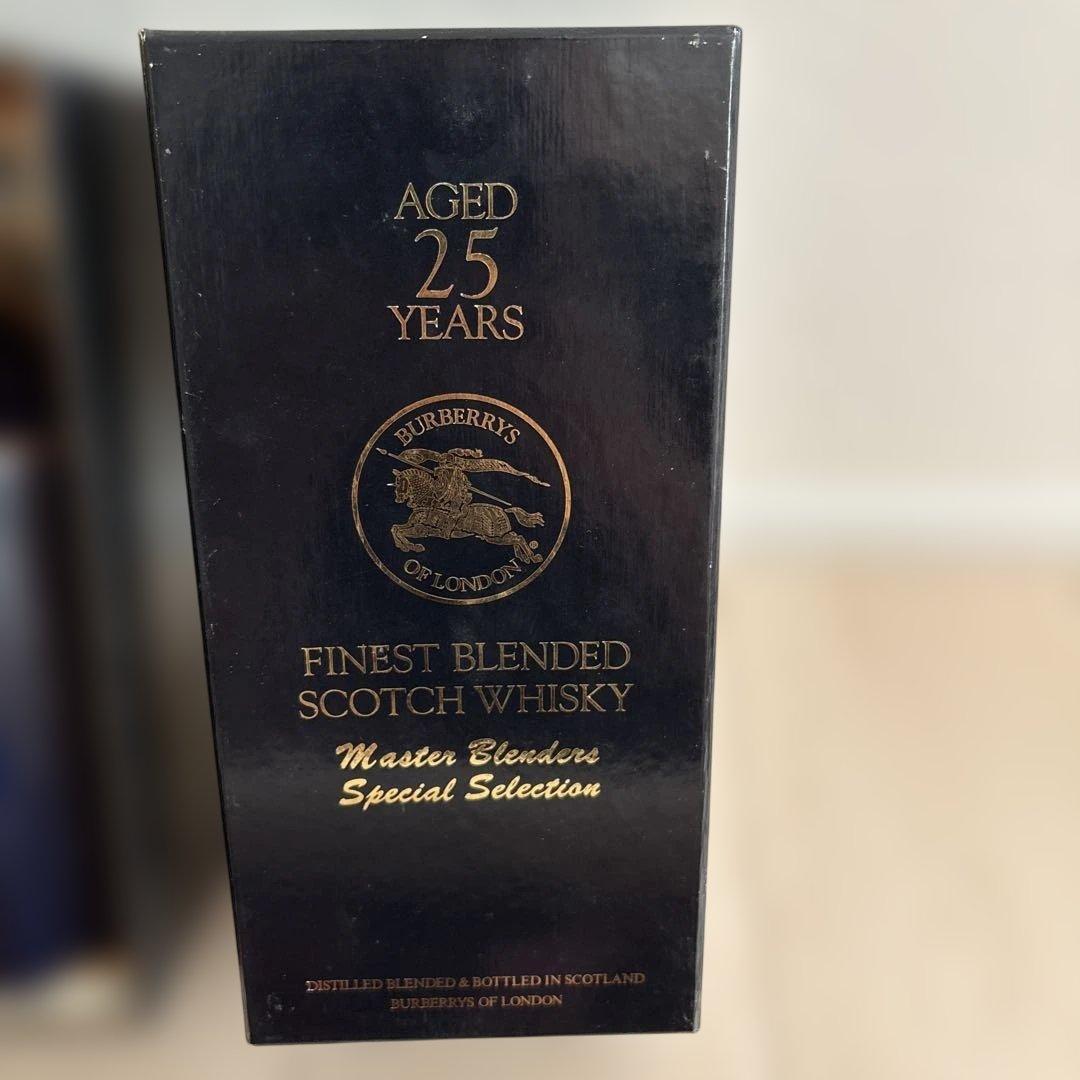 AGED
25
YEARS
BURBERRYS
OF LONDON ®
FINEST BLENDED
SCOTCH WHISKY
Master Blenders
Special Selection
DISTILLED BLENDED & BOTTLED IN SCOTLAND
BURBERRYS OF LONDON